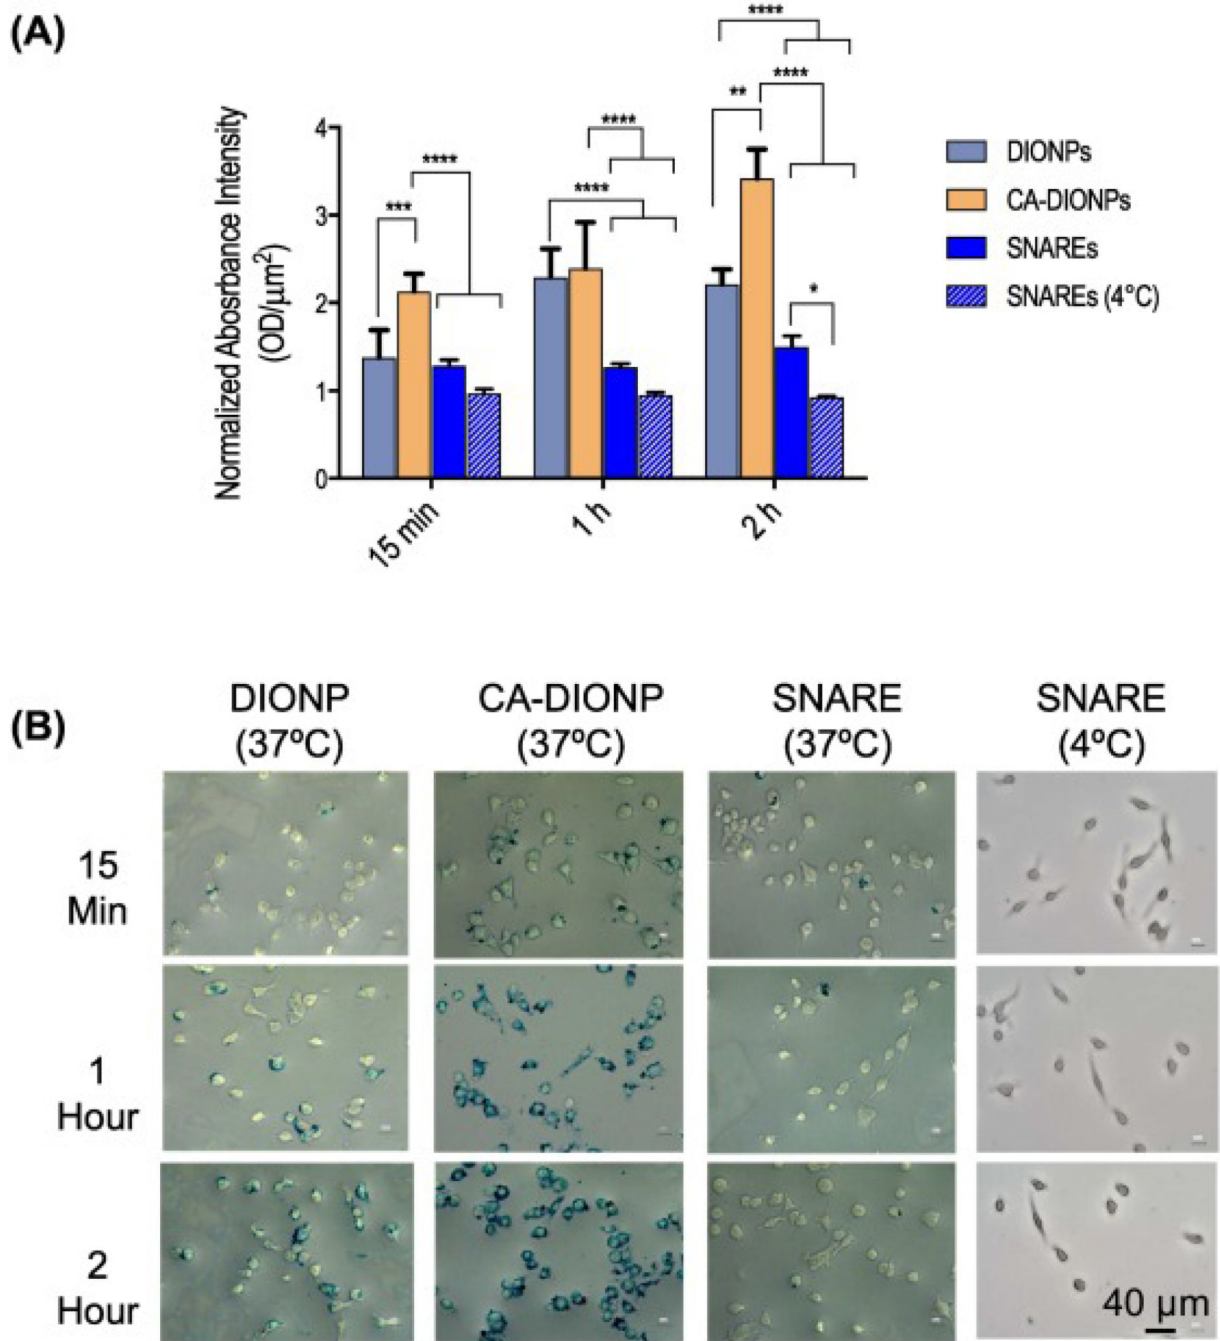 (A)
Normalized Abosrbance Intensity
(OD/μm²)
4
3
2
1
0
***
****
****
****
**
****
****
*
15 min
1 h
2 h
DIONPs
CA-DIONPs
SNAREs
SNAREs (4°C)
(B)
DIONP
(37ºC)
CA-DIONP
(37ºC)
SNARE
(37ºC)
SNARE
(4ºC)
15
Min
1
Hour
2
Hour
40 μm